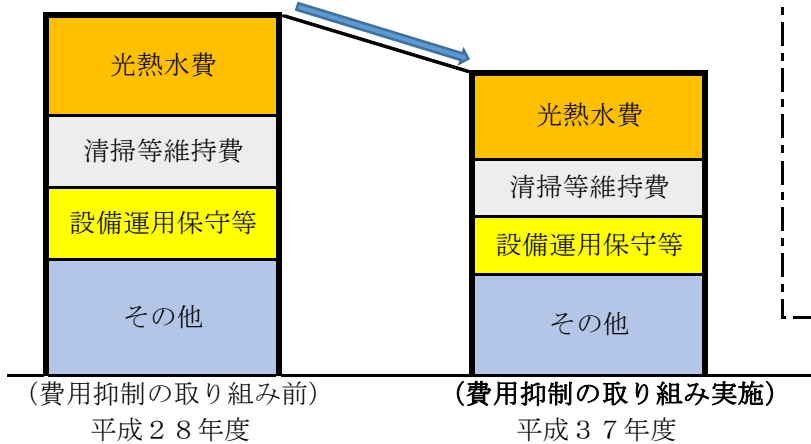 光熱水費
清掃等維持費
設備運用保守等
その他
(費用抑制の取り組み前)
平成２８年度
光熱水費
清掃等維持費
設備運用保守等
その他
(費用抑制の取り組み実施)
平成３７年度